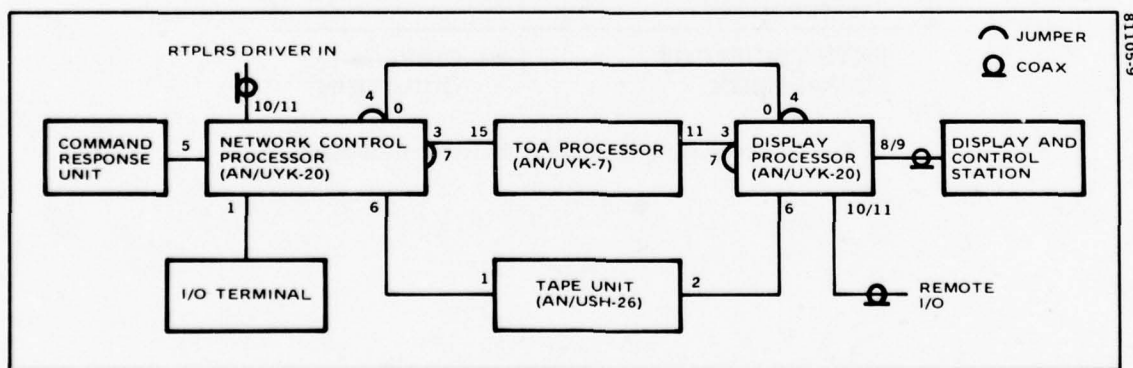 81105-9
JUMPER
COAX
RTPLRS DRIVER IN
10/11
4
0
0
4
COMMAND
RESPONSE
UNIT
5
NETWORK CONTROL
PROCESSOR
(AN/UYK-20)
3
7
15
TOA PROCESSOR
(AN/UYK-7)
11
3
7
DISPLAY
PROCESSOR
(AN/UYK-20)
8/9
DISPLAY AND
CONTROL
STATION
1
6
6
10/11
I/O TERMINAL
1
TAPE UNIT
(AN/USH-26)
2
REMOTE
I/O